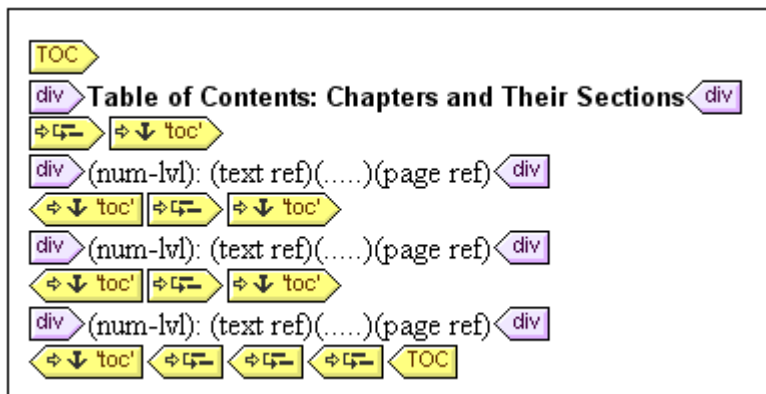 TOC
div Table of Contents: Chapters and Their Sections div
'toc'
div (num-lvl): (text ref)(.....)(page ref) div
'toc' 'toc'
div (num-lvl): (text ref)(.....)(page ref) div
'toc' 'toc'
div (num-lvl): (text ref)(.....)(page ref) div
'toc' TOC